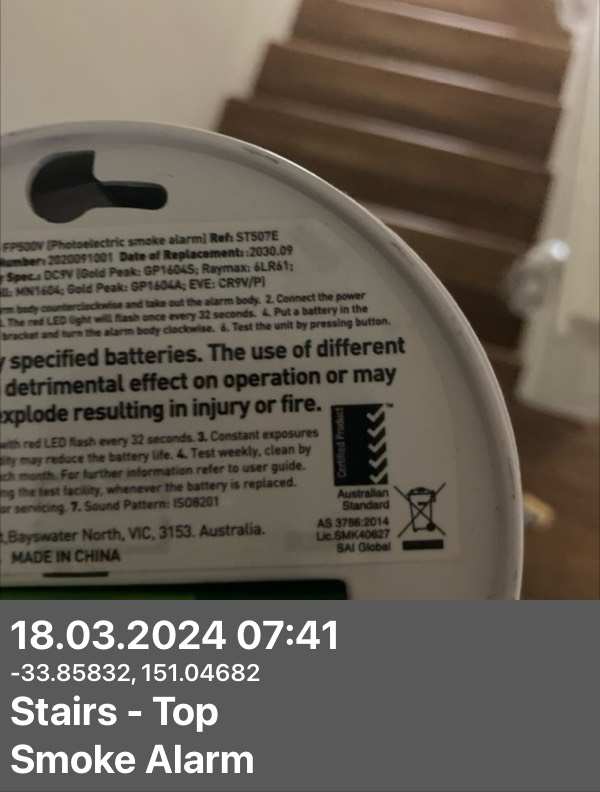 FP500V (Photoelectric smoke alarm) Ref: ST507E
Number: 2020091001 Date of Replacement:2030.09
Spec.: DC9V (Gold Peak: GP1604S; Raymax: 6LR61;
MN1604; Gold Peak: GP1604A; EVE: CR9V/P)
body counterclockwise and take out the alarm body. 2. Connect the power
The red LED light will flash once every 32 seconds. 4. Put a battery in the
bracket and turn the alarm body clockwise. 6. Test the unit by pressing button.
specified batteries. The use of different
detrimental effect on operation or may
explode resulting in injury or fire.
with red LED flash every 32 seconds. 3. Constant exposures
may reduce the battery life. 4. Test weekly, clean by
month. For further information refer to user guide.
the test facility, whenever the battery is replaced.
or servicing. 7. Sound Pattern: ISO8201
Certified Product
TM
Australian
Standard
AS 3786:2014
Lic.SMK40627
SAI Global
Bayswater North, VIC, 3153. Australia.
MADE IN CHINA
18.03.2024 07:41
-33.85832, 151.04682
Stairs - Top
Smoke Alarm